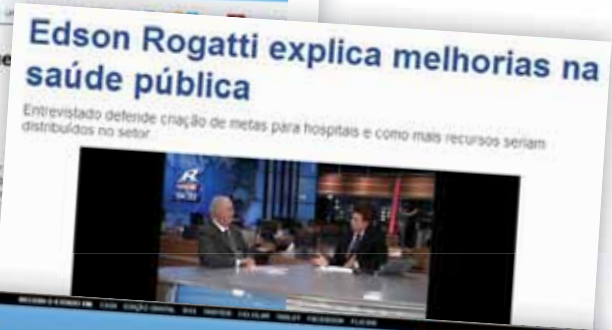 Edson Rogatti explica melhorias na
saúde pública
Entrevistado defende criação de metas para hospitais e como mais recursos seriam
distribuídos no setor